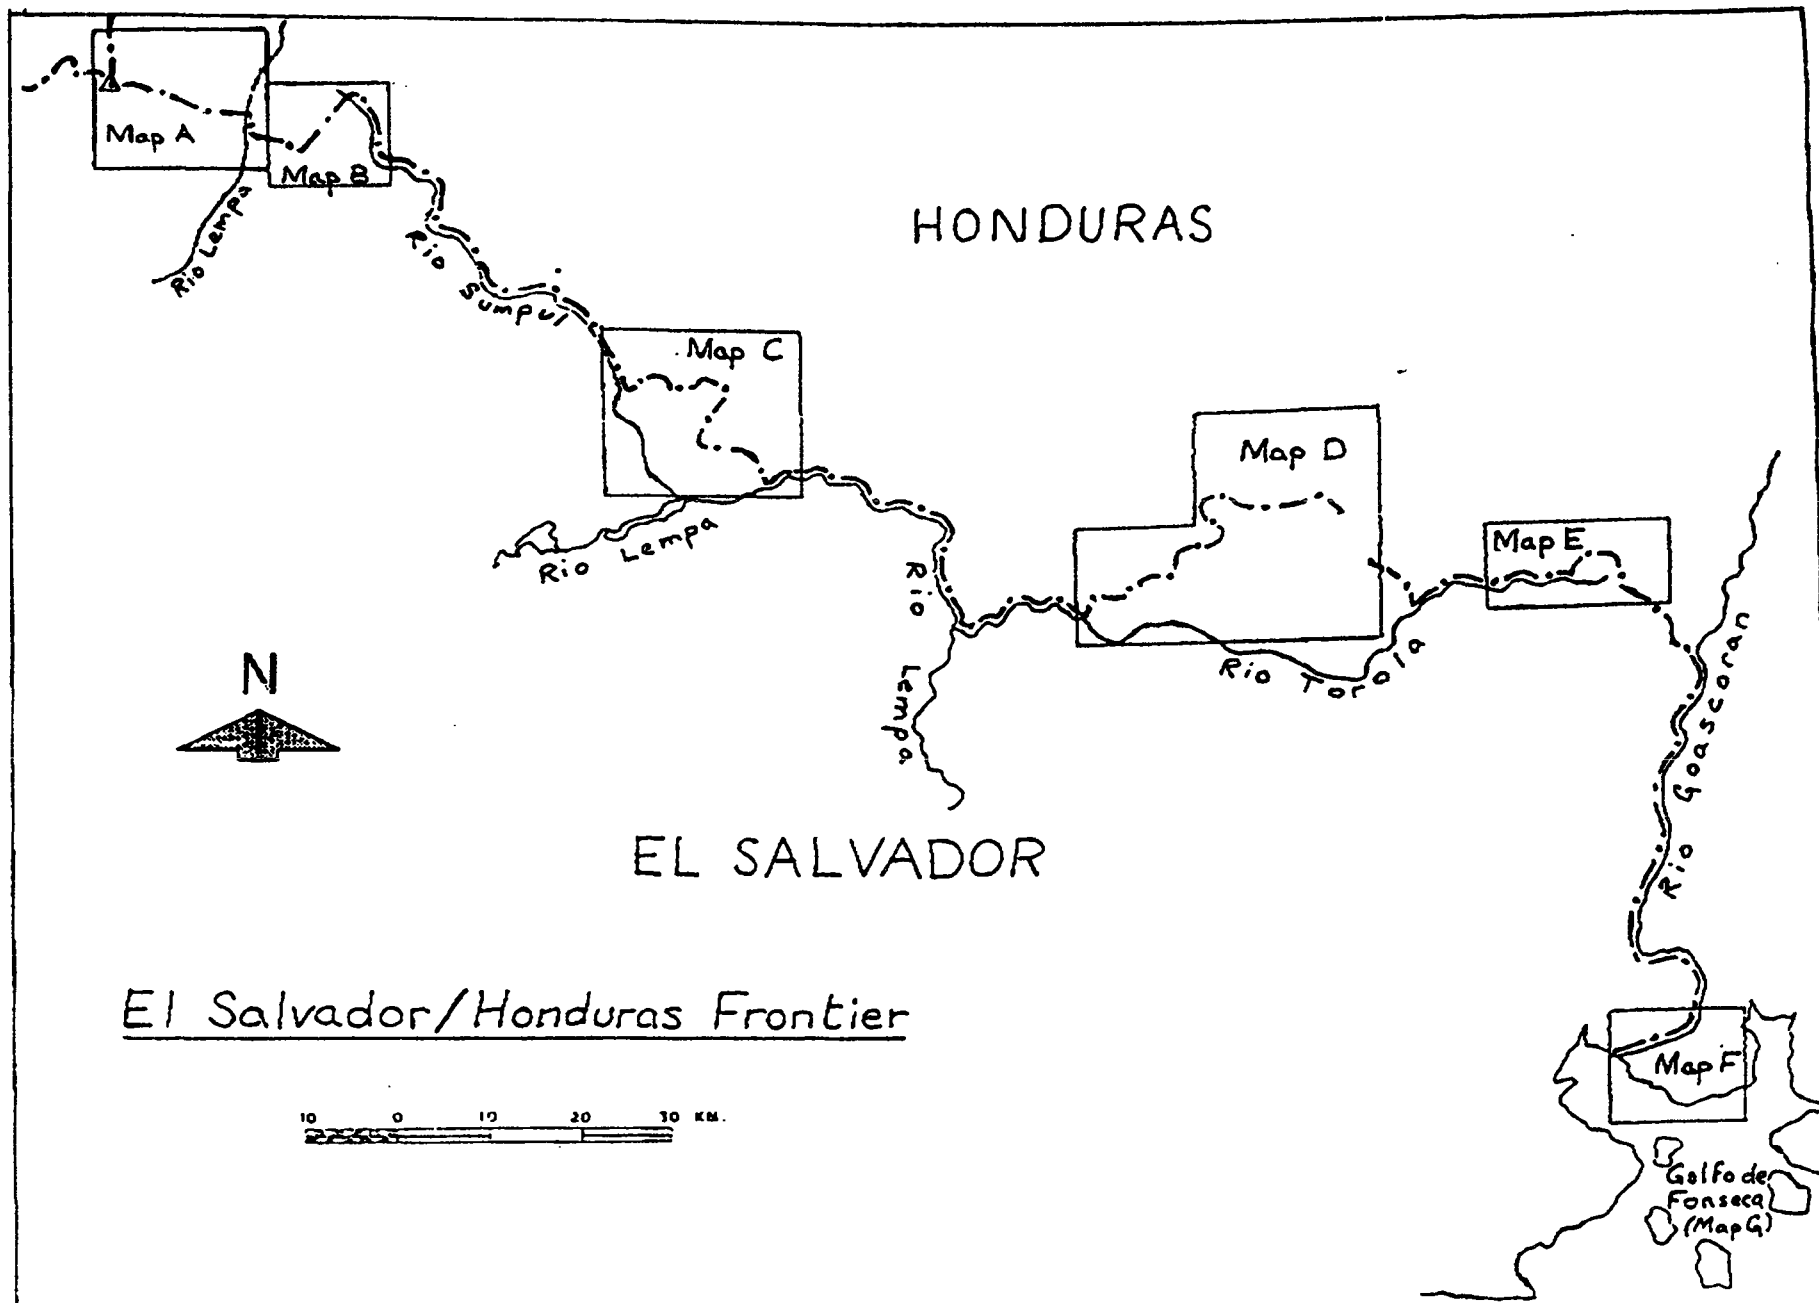 Map A
Map B
Rio Lempa
HONDURAS
Rio Sumpul
Map C
Map D
Map E
Rio Lempa
Rio Lempa
Rio Torola
Rio Goascoran
N
EL SALVADOR
El Salvador/Honduras Frontier
Map F
10 0 10 20 30 KM.
Golfo de
Fonseca
(Map G)